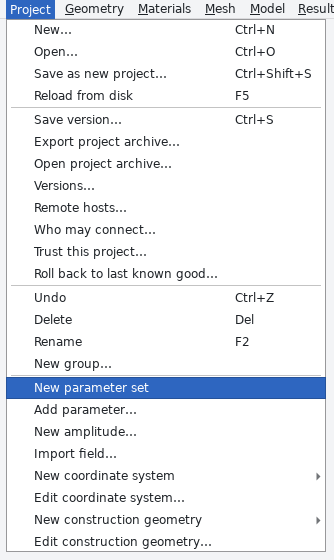 Project Geometry Materials Mesh Model Result
New... Ctrl+N
Open... Ctrl+O
Save as new project... Ctrl+Shift+S
Reload from disk F5
Save version... Ctrl+S
Export project archive...
Open project archive...
Versions...
Remote hosts...
Who may connect...
Trust this project...
Roll back to last known good...
Undo Ctrl+Z
Delete Del
Rename F2
New group...
New parameter set
Add parameter...
New amplitude...
Import field...
New coordinate system
Edit coordinate system...
New construction geometry
Edit construction geometry...